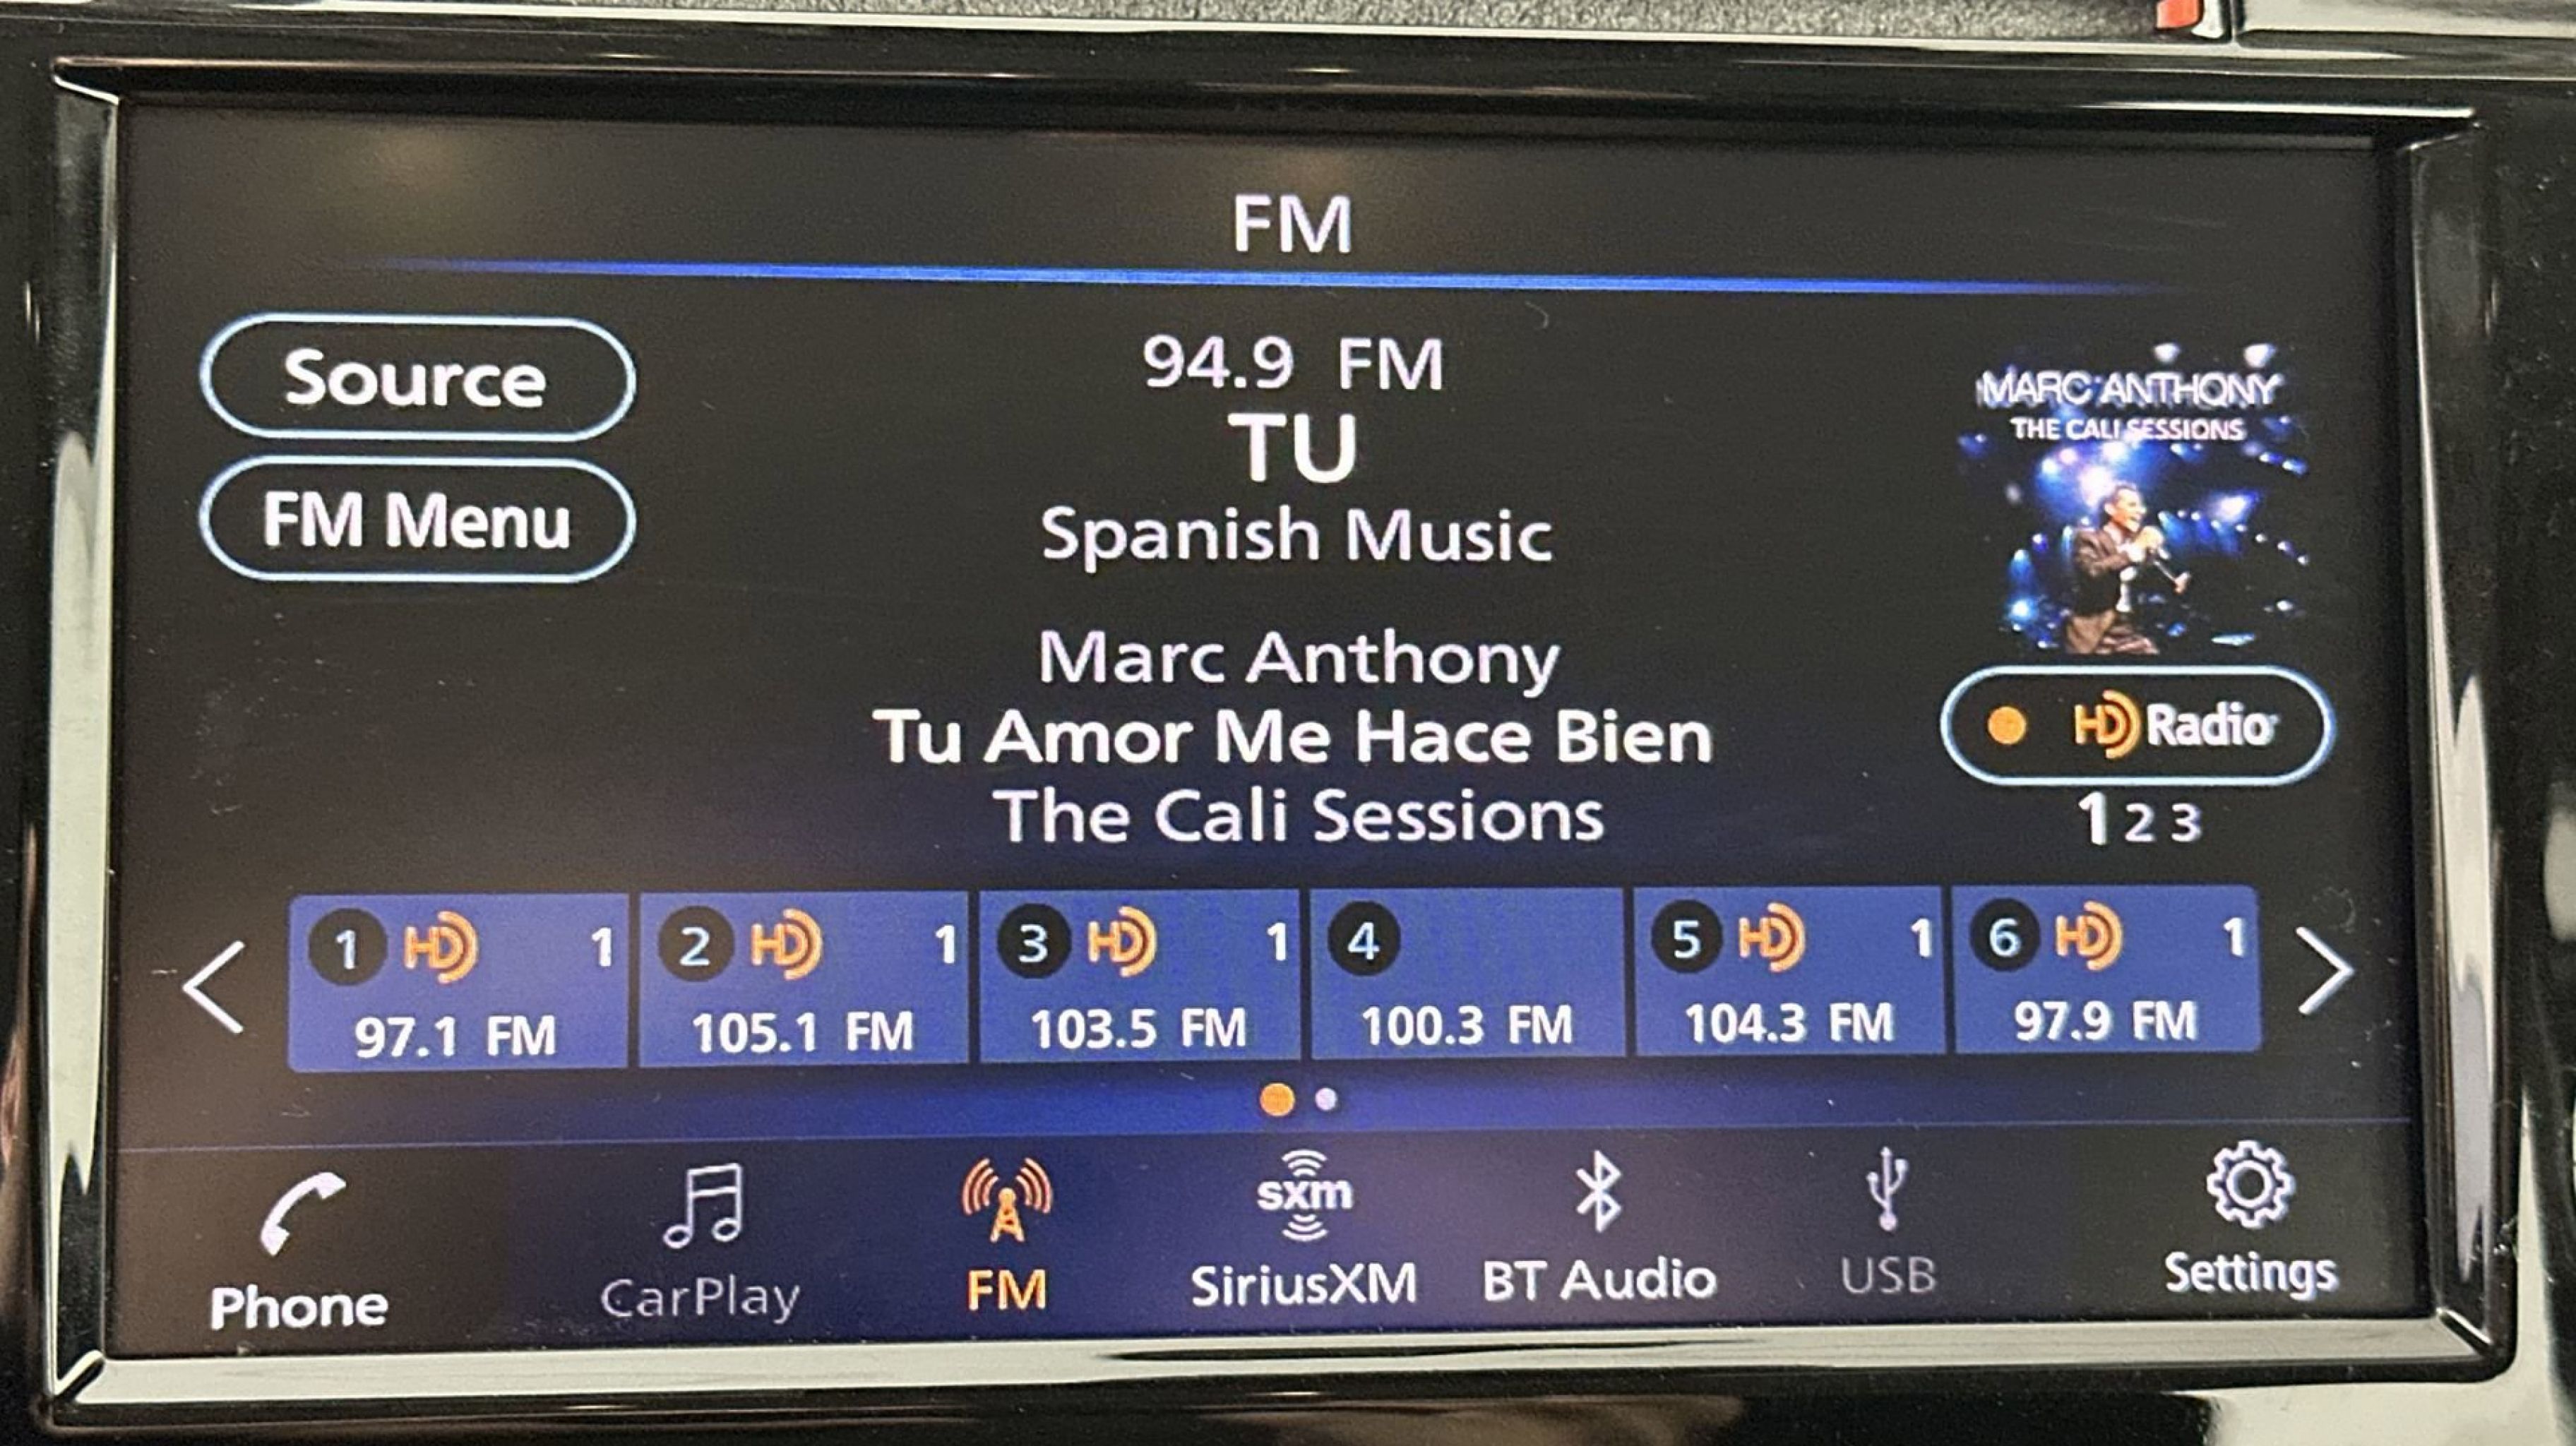 FM
Source
FM Menu
94.9 FM
TU
Spanish Music
Marc Anthony
Tu Amor Me Hace Bien
The Cali Sessions
MARC ANTHONY
THE CALI SESSIONS
HD Radio
1 2 3
1 HD 1
97.1 FM
2 HD 1
105.1 FM
3 HD 1
103.5 FM
4
100.3 FM
5 HD 1
104.3 FM
6 HD 1
97.9 FM
Phone
CarPlay
FM
sxm
SiriusXM
BT Audio
USB
Settings